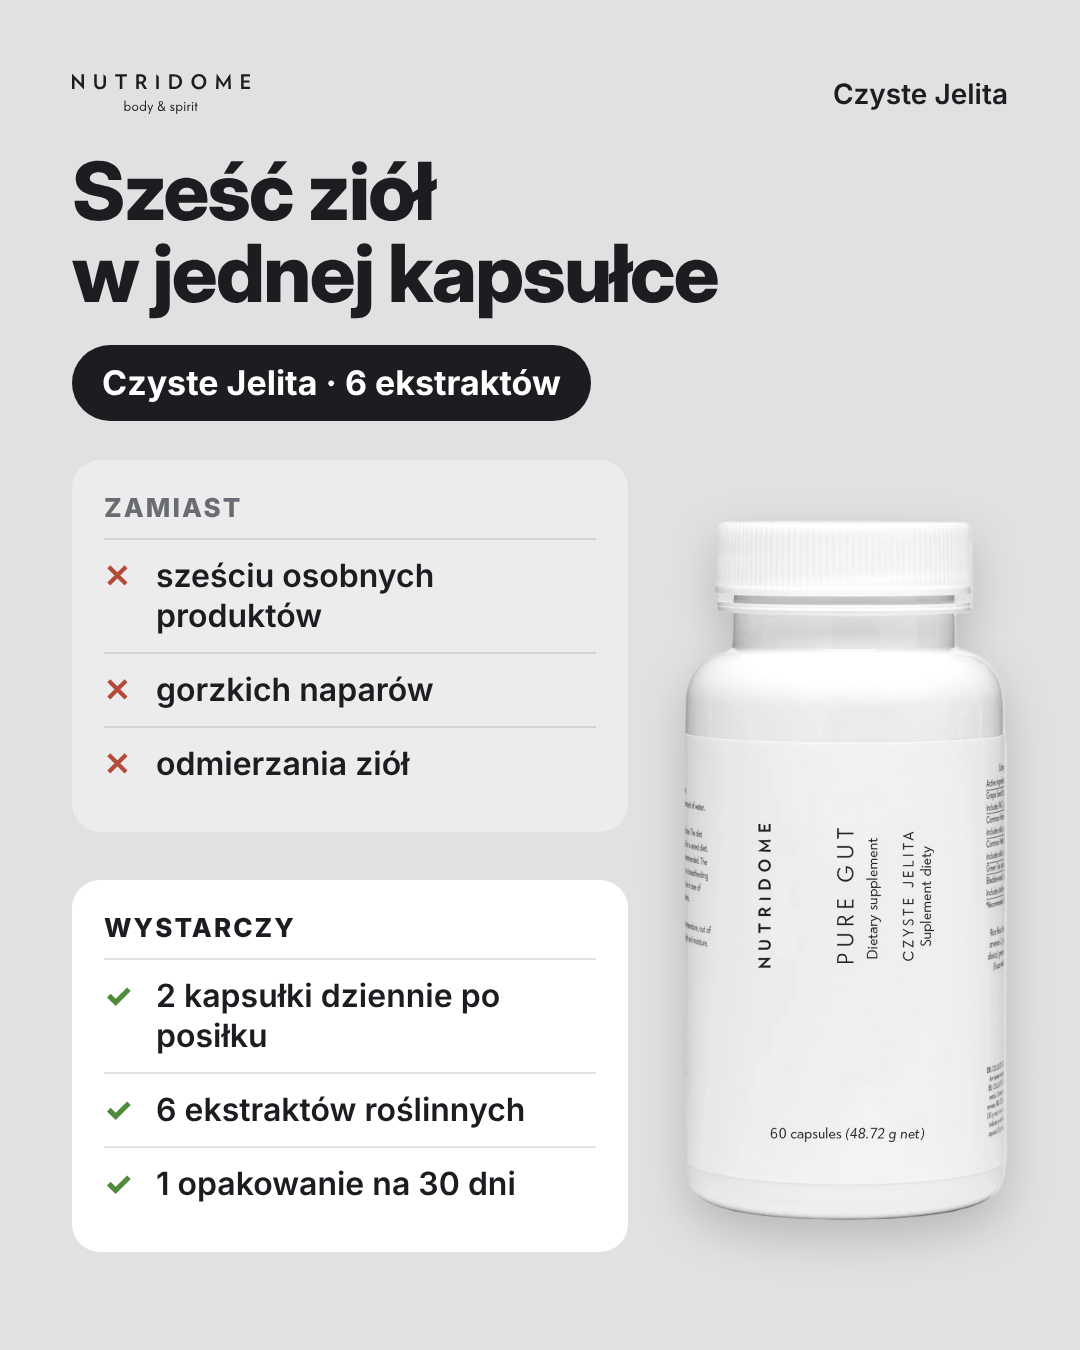 NUTRIDOME
body & spirit
Czyste Jelita
Sześć ziół
w jednej kapsułce
Czyste Jelita · 6 ekstraktów
ZAMIAST
sześciu osobnych
produktów
gorzkich naparów
odmierzania ziół
WYSTARCZY
2 kapsułki dziennie po
posiłku
6 ekstraktów roślinnych
1 opakowanie na 30 dni
NUTRIDOME
PURE GUT
Dietary supplement
CZYSTE JELITA
Suplement diety
60 capsules (48.72 g net)